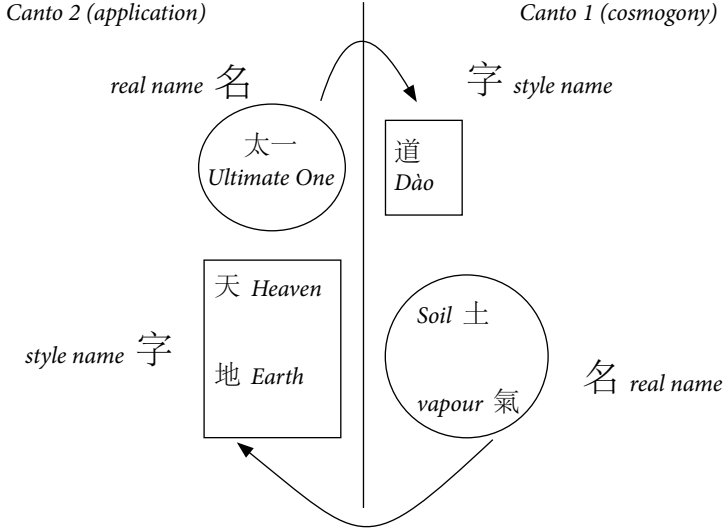 Canto 2 (application)
Canto 1 (cosmogony)
real name 名
字 style name
太一
Ultimate One
道
Dào
天 Heaven
style name 字
地 Earth
Soil 土
vapour 氣
名 real name